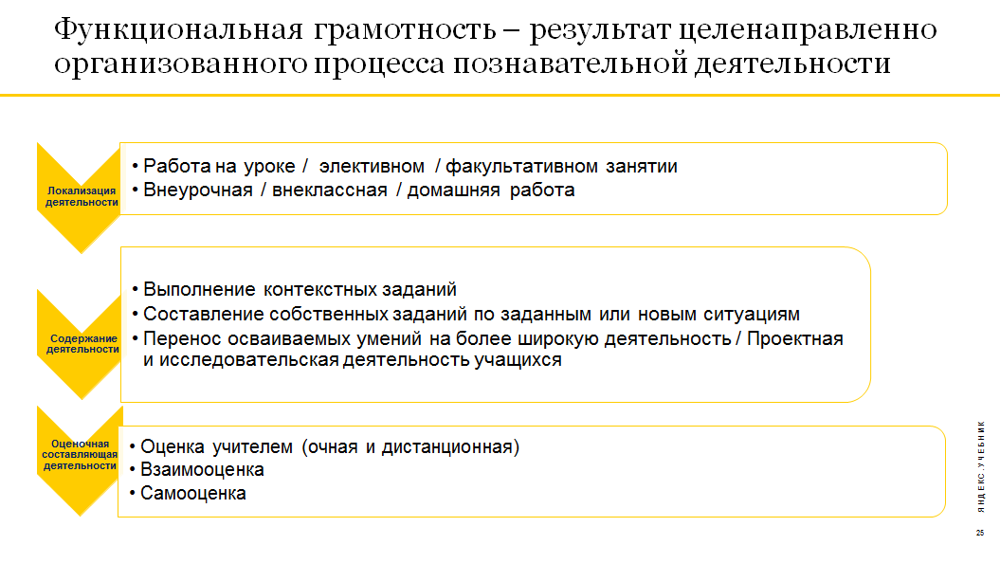 Функциональная грамотность – результат целенаправленно
организованного процесса познавательной деятельности
Локализация
деятельности
• Работа на уроке / элективном / факультативном занятии
• Внеурочная / внеклассная / домашняя работа
Содержание
деятельности
• Выполнение контекстных заданий
• Составление собственных заданий по заданным или новым ситуациям
• Перенос осваиваемых умений на более широкую деятельность / Проектная
и исследовательская деятельность учащихся
Оценочная
составляющая
деятельности
• Оценка учителем (очная и дистанционная)
• Взаимооценка
• Самооценка
ЯНДЕКС.УЧЕБНИК
25